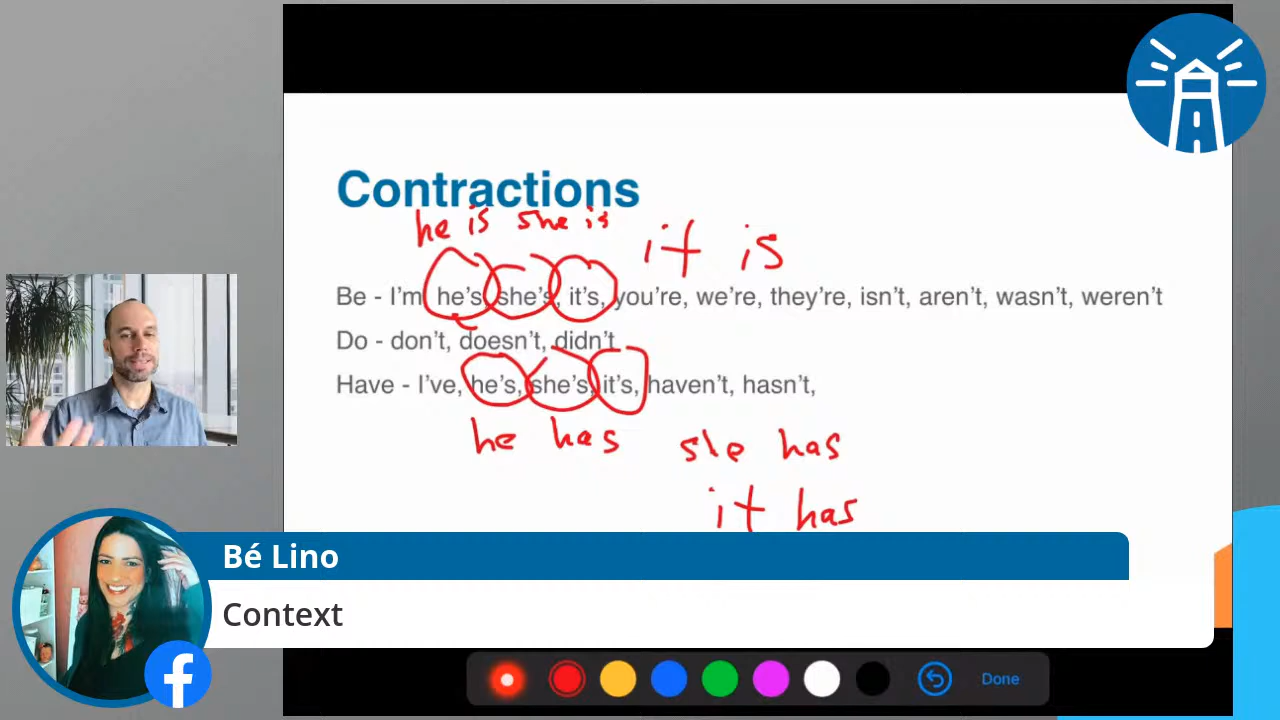 Contractions
he is she is it is
Be - I'm, he's, she's, it's, you're, we're, they're, isn't, aren't, wasn't, weren't
Do - don't, doesn't, didn't
Have - I've, he's, she's, it's, haven't, hasn't,
he has she has
it has
Bé Lino
Context
Done